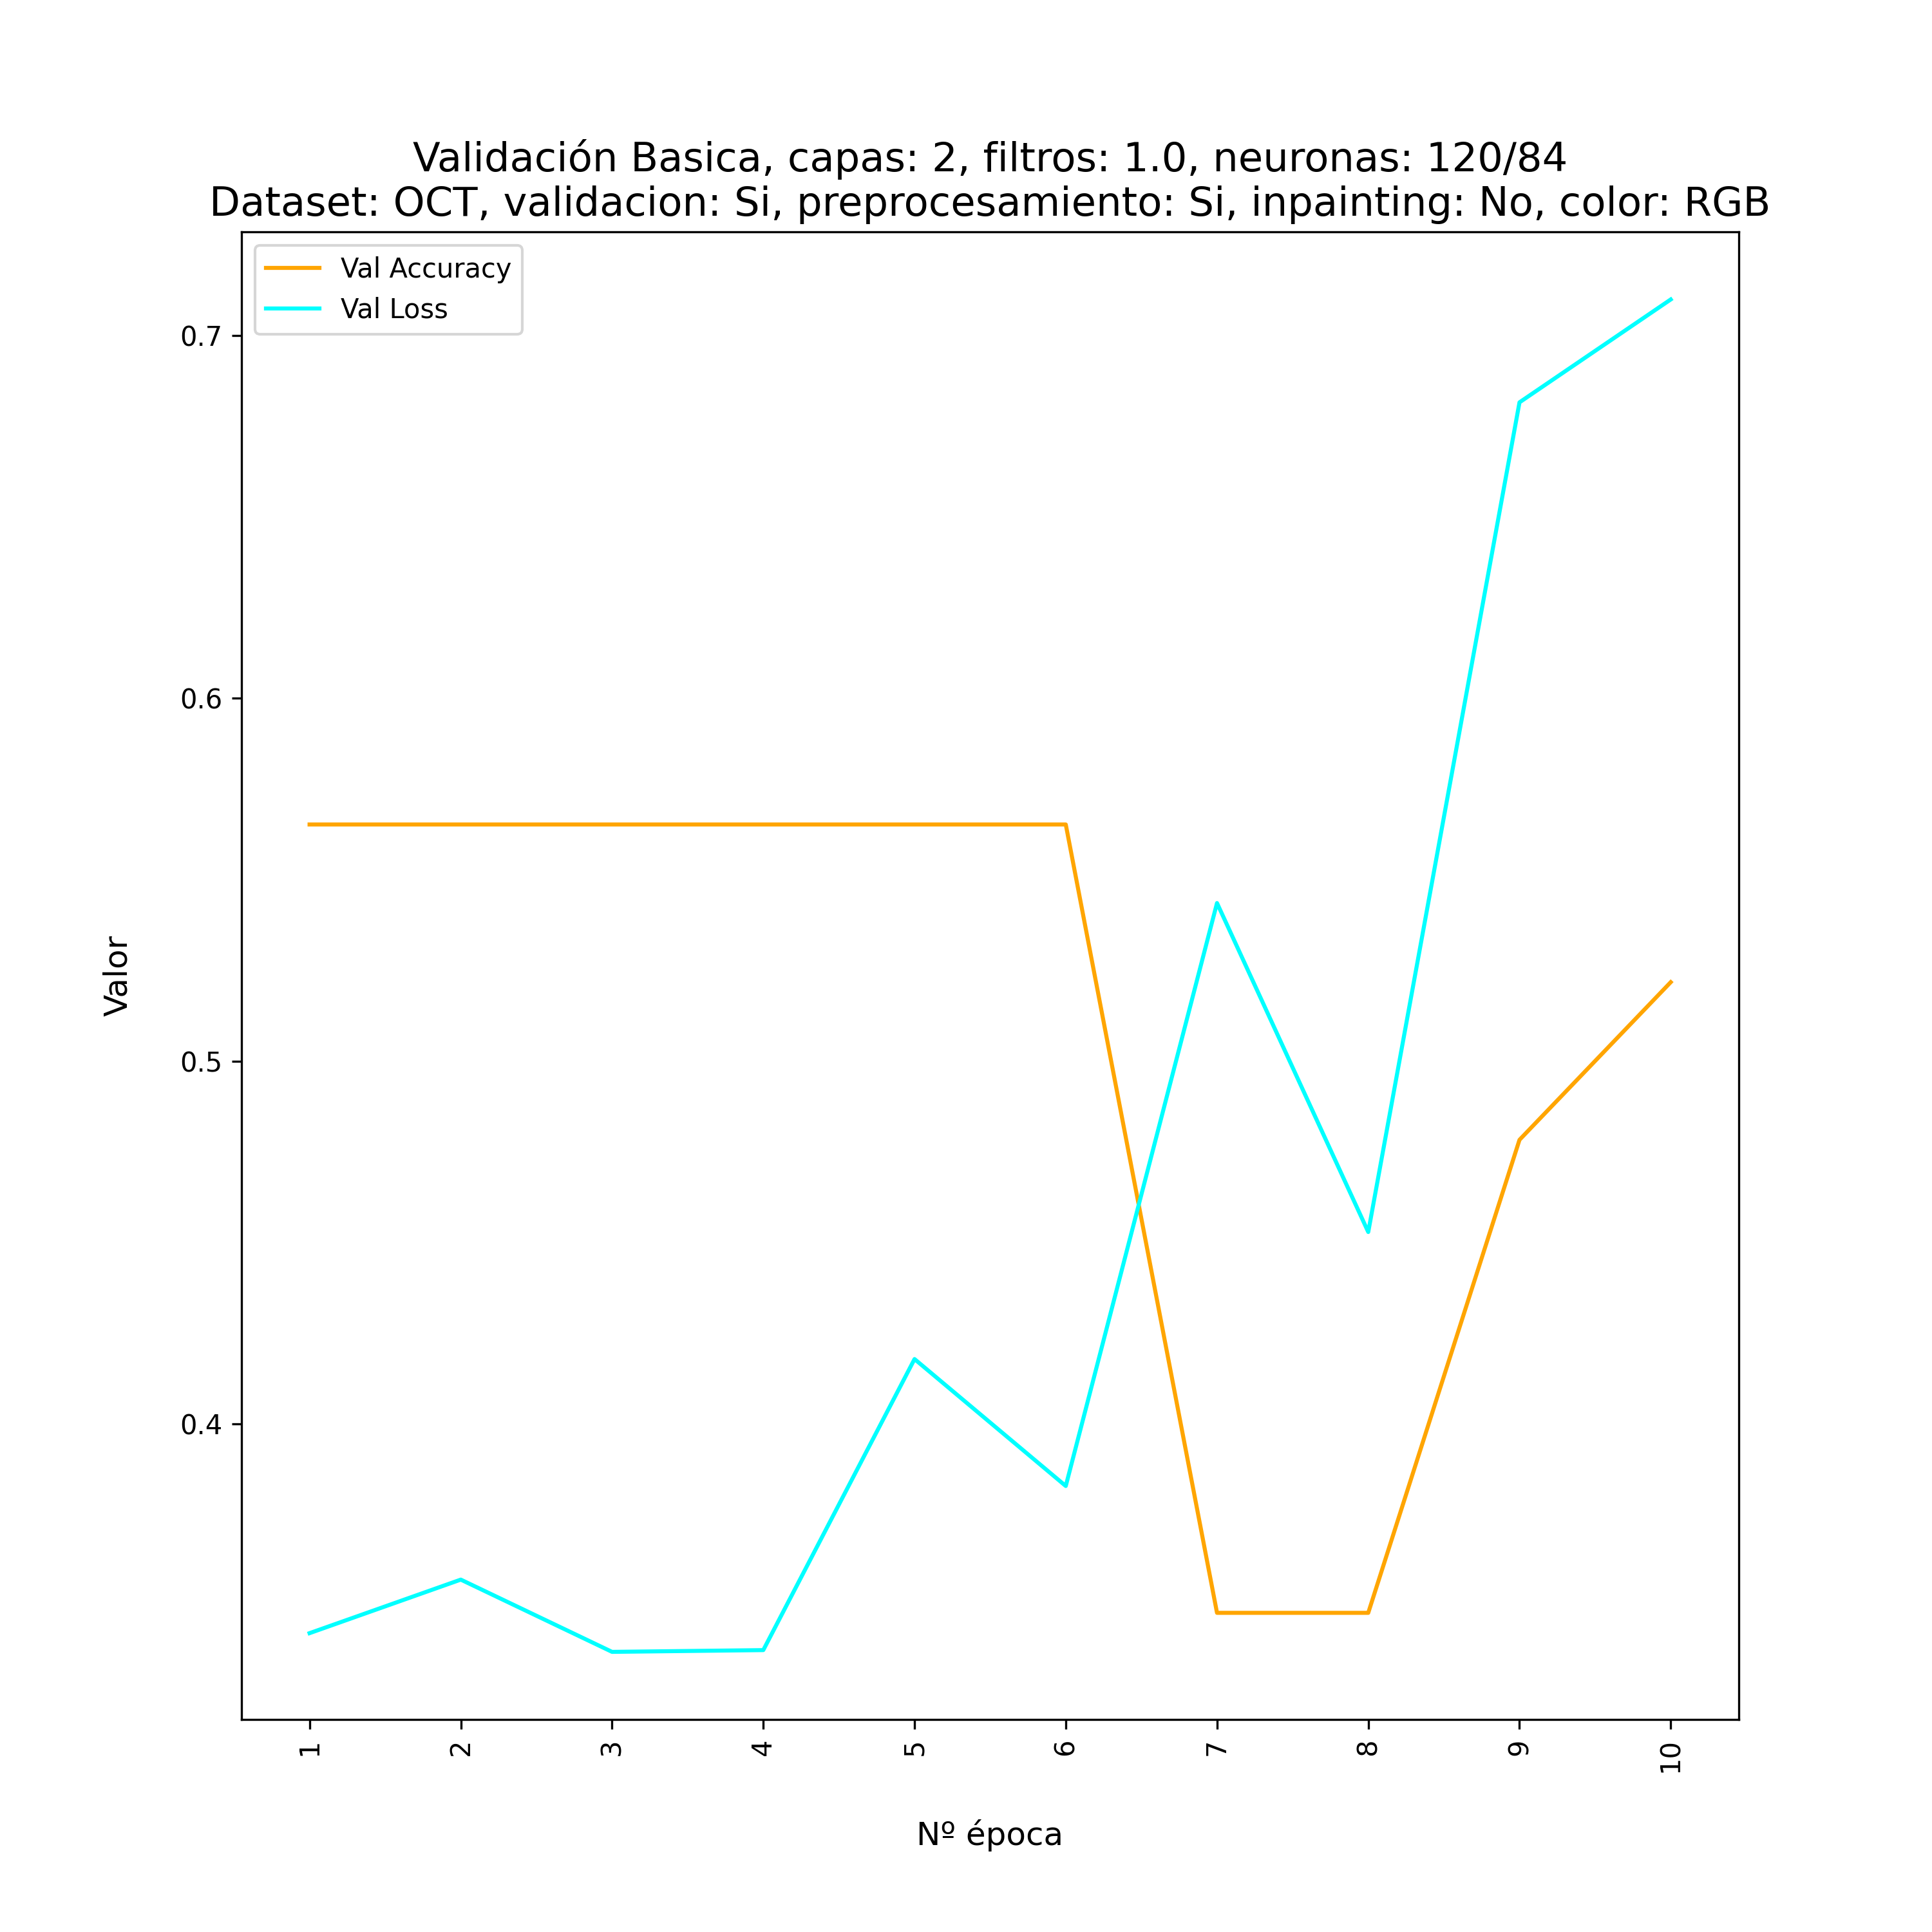 Validación Basica, capas: 2, filtros: 1.0, neuronas: 120/84
Dataset: OCT, validacion: Si, preprocesamiento: Si, inpainting: No, color: RGB
Val Accuracy
Val Loss
0.7
0.6
0.5
0.4
Valor
1 2 3 4 5 6 7 8 9 10
Nº época